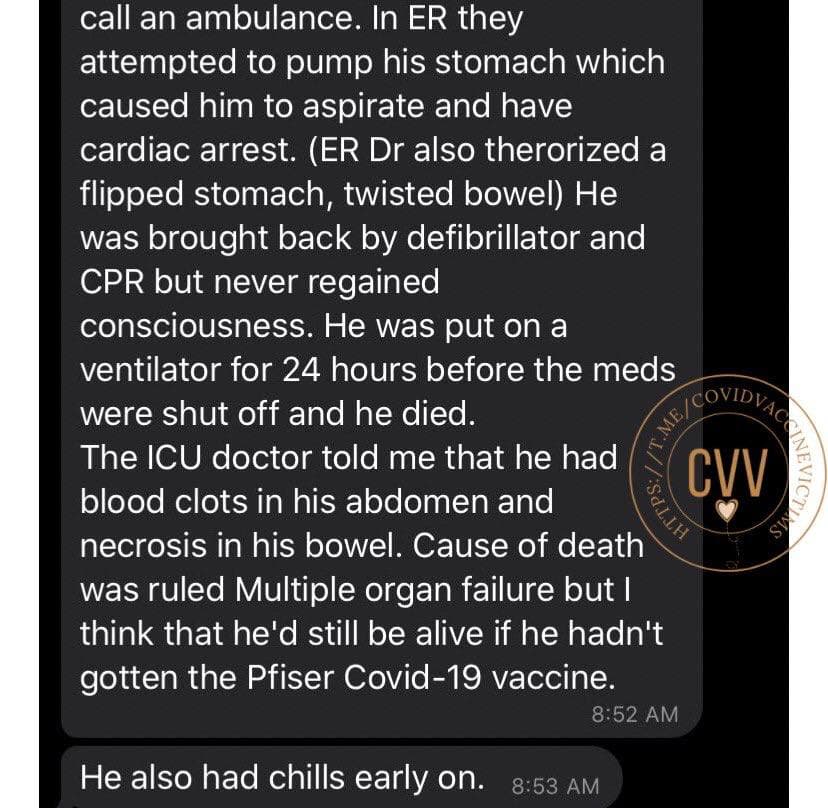 call an ambulance. In ER they
attempted to pump his stomach which
caused him to aspirate and have
cardiac arrest. (ER Dr also therorized a
flipped stomach, twisted bowel) He
was brought back by defibrillator and
CPR but never regained
consciousness. He was put on a
ventilator for 24 hours before the meds
were shut off and he died.
The ICU doctor told me that he had
blood clots in his abdomen and
necrosis in his bowel. Cause of death
was ruled Multiple organ failure but I
think that he'd still be alive if he hadn't
gotten the Pfiser Covid-19 vaccine.
8:52 AM
HTTPS://T.ME/COVIDVACCINEVICTIMS
CVV
He also had chills early on. 8:53 AM